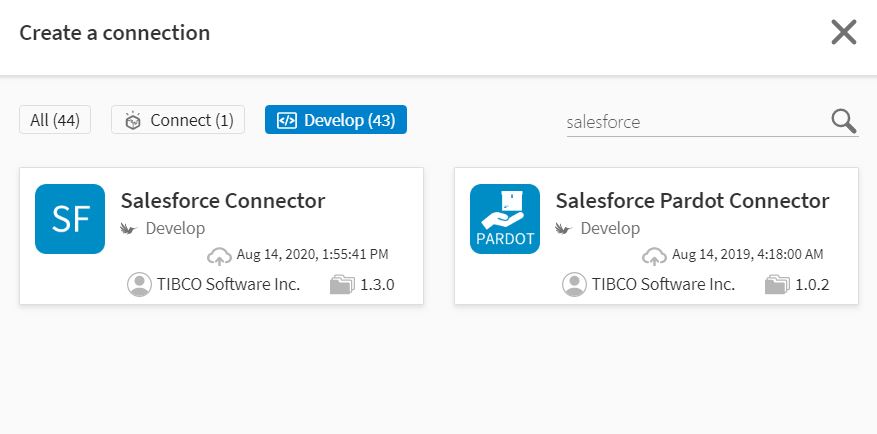 Create a connection
All (44) Connect (1) Develop (43) salesforce
SF Salesforce Connector
Develop
Aug 14, 2020, 1:55:41 PM
TIBCO Software Inc. 1.3.0
PARDOT Salesforce Pardot Connector
Develop
Aug 14, 2019, 4:18:00 AM
TIBCO Software Inc. 1.0.2